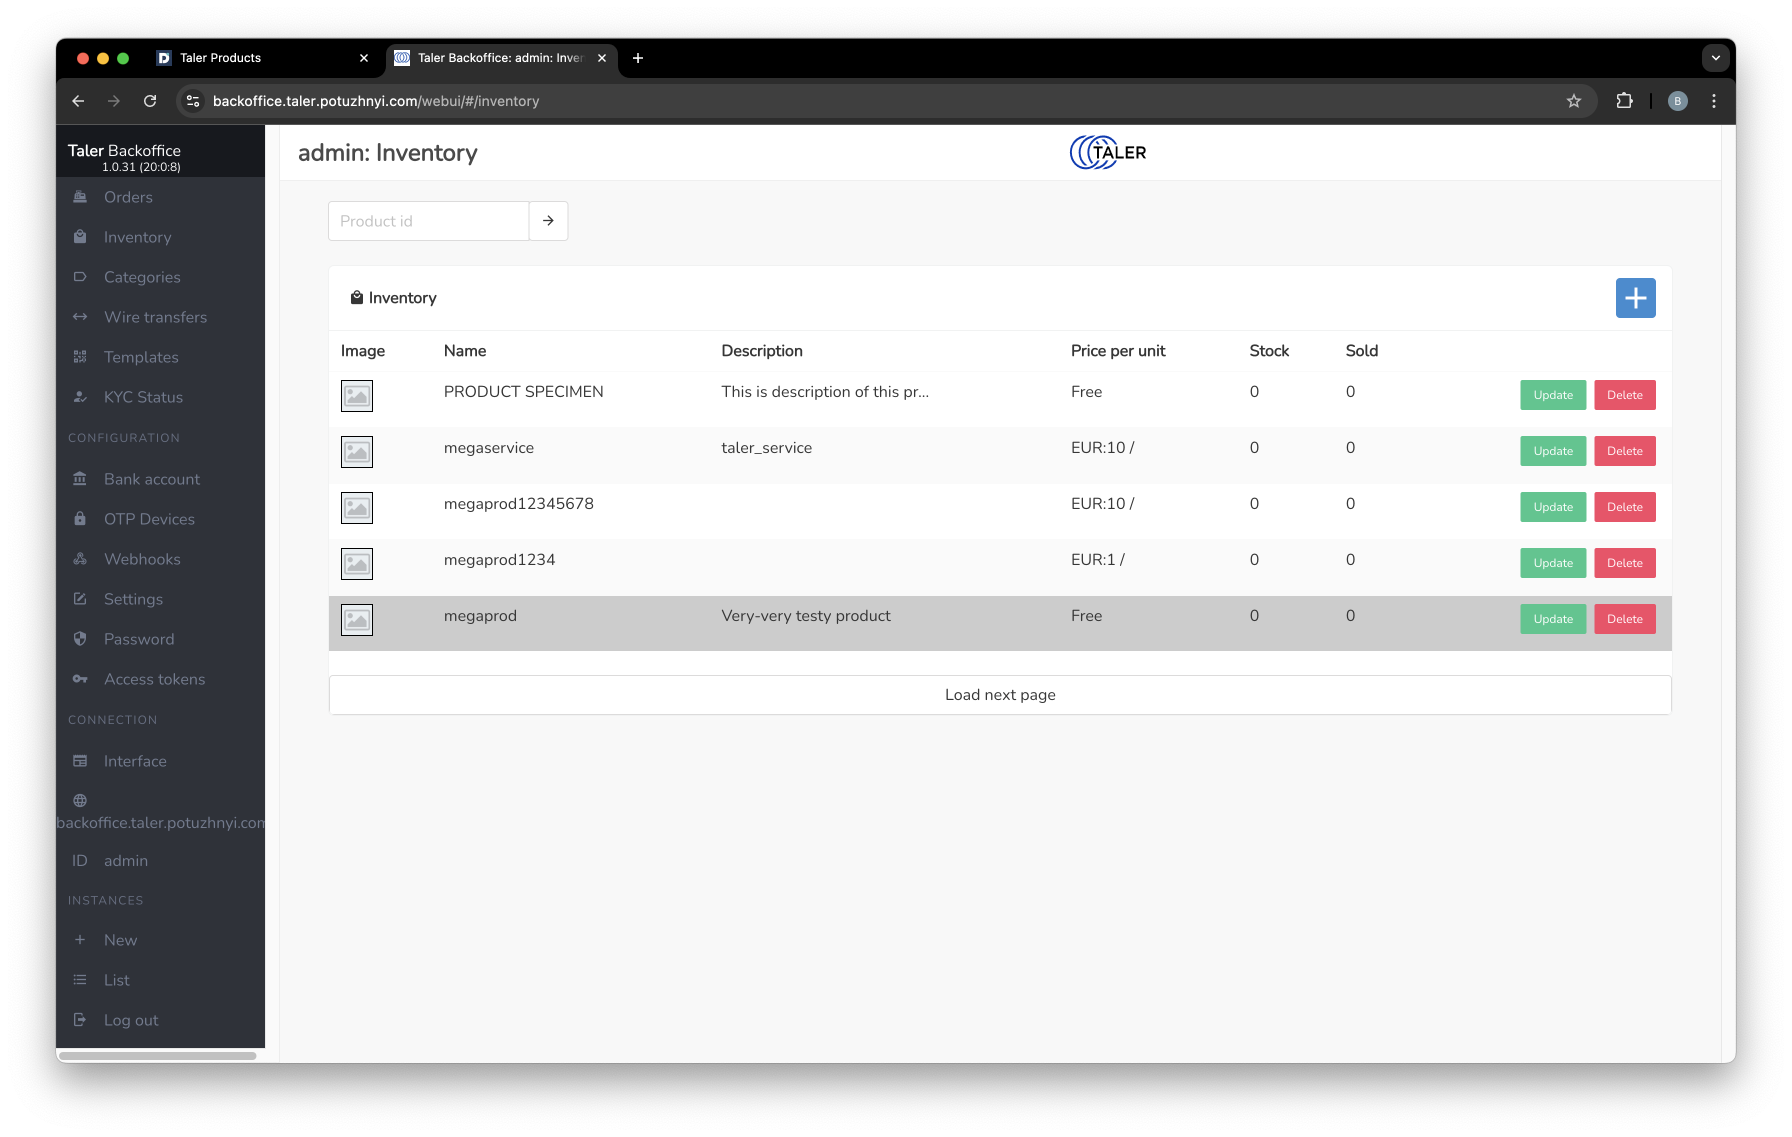 Taler Products
Taler Backoffice: admin: Inver
backoffice.taler.potuzhnyi.com/webui/#/inventory
B
Taler Backoffice
1.0.31 (20:0:8)
Orders
Inventory
Categories
Wire transfers
Templates
KYC Status
CONFIGURATION
Bank account
OTP Devices
Webhooks
Settings
Password
Access tokens
CONNECTION
Interface
backoffice.taler.potuzhnyi.com
ID admin
INSTANCES
New
List
Log out
admin: Inventory
TALER
Product id
Inventory
Image Name Description Price per unit Stock Sold
PRODUCT SPECIMEN This is description of this pr... Free 0 0 Update Delete
megaservice taler_service EUR:10 / 0 0 Update Delete
megaprod12345678 EUR:10 / 0 0 Update Delete
megaprod1234 EUR:1 / 0 0 Update Delete
megaprod Very-very testy product Free 0 0 Update Delete
Load next page